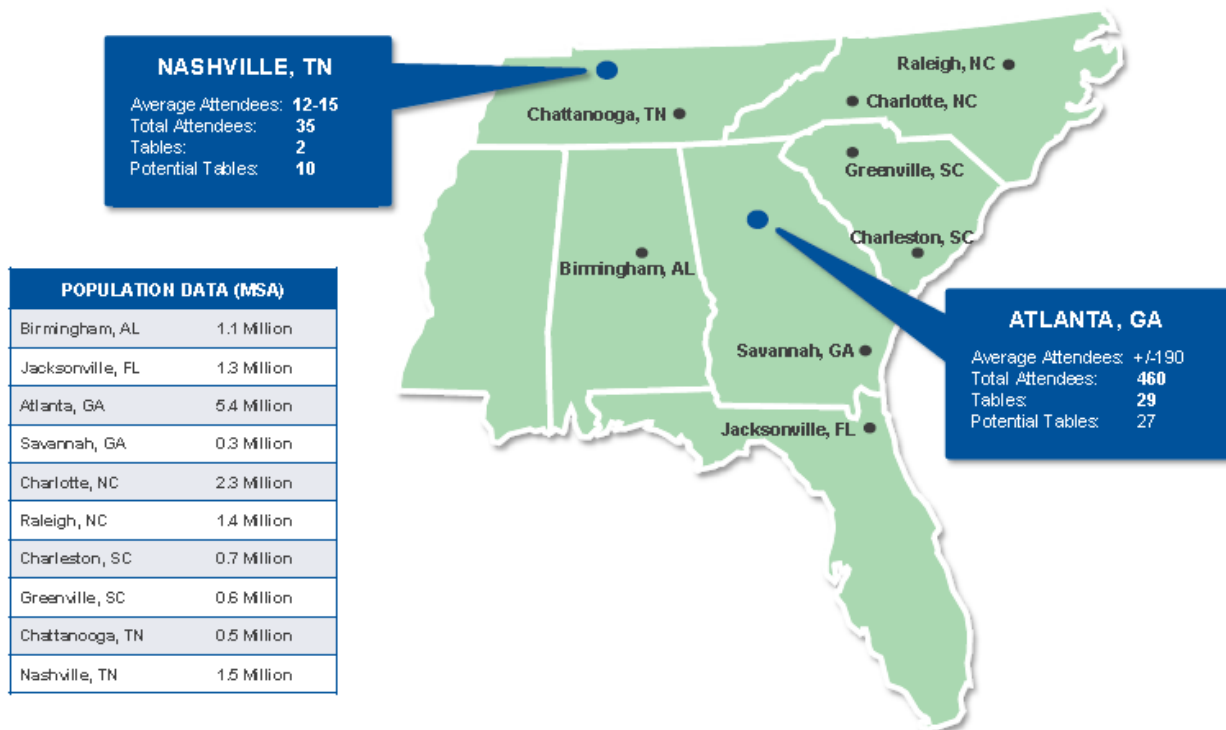 NASHVILLE, TN
Average Attendees: 12-15
Total Attendees: 35
Tables: 2
Potential Tables: 10
Raleigh, NC
Charlotte, NC
Chattanooga, TN
Greenville, SC
Charleston, SC
Birmingham, AL
Savannah, GA
Jacksonville, FL
ATLANTA, GA
Average Attendees: +/-190
Total Attendees: 460
Tables: 29
Potential Tables: 27
POPULATION DATA (MSA)
Birmingham, AL 1.1 Million
Jacksonville, FL 1.3 Million
Atlanta, GA 5.4 Million
Savannah, GA 0.3 Million
Charlotte, NC 2.3 Million
Raleigh, NC 1.4 Million
Charleston, SC 0.7 Million
Greenville, SC 0.6 Million
Chattanooga, TN 0.5 Million
Nashville, TN 1.5 Million